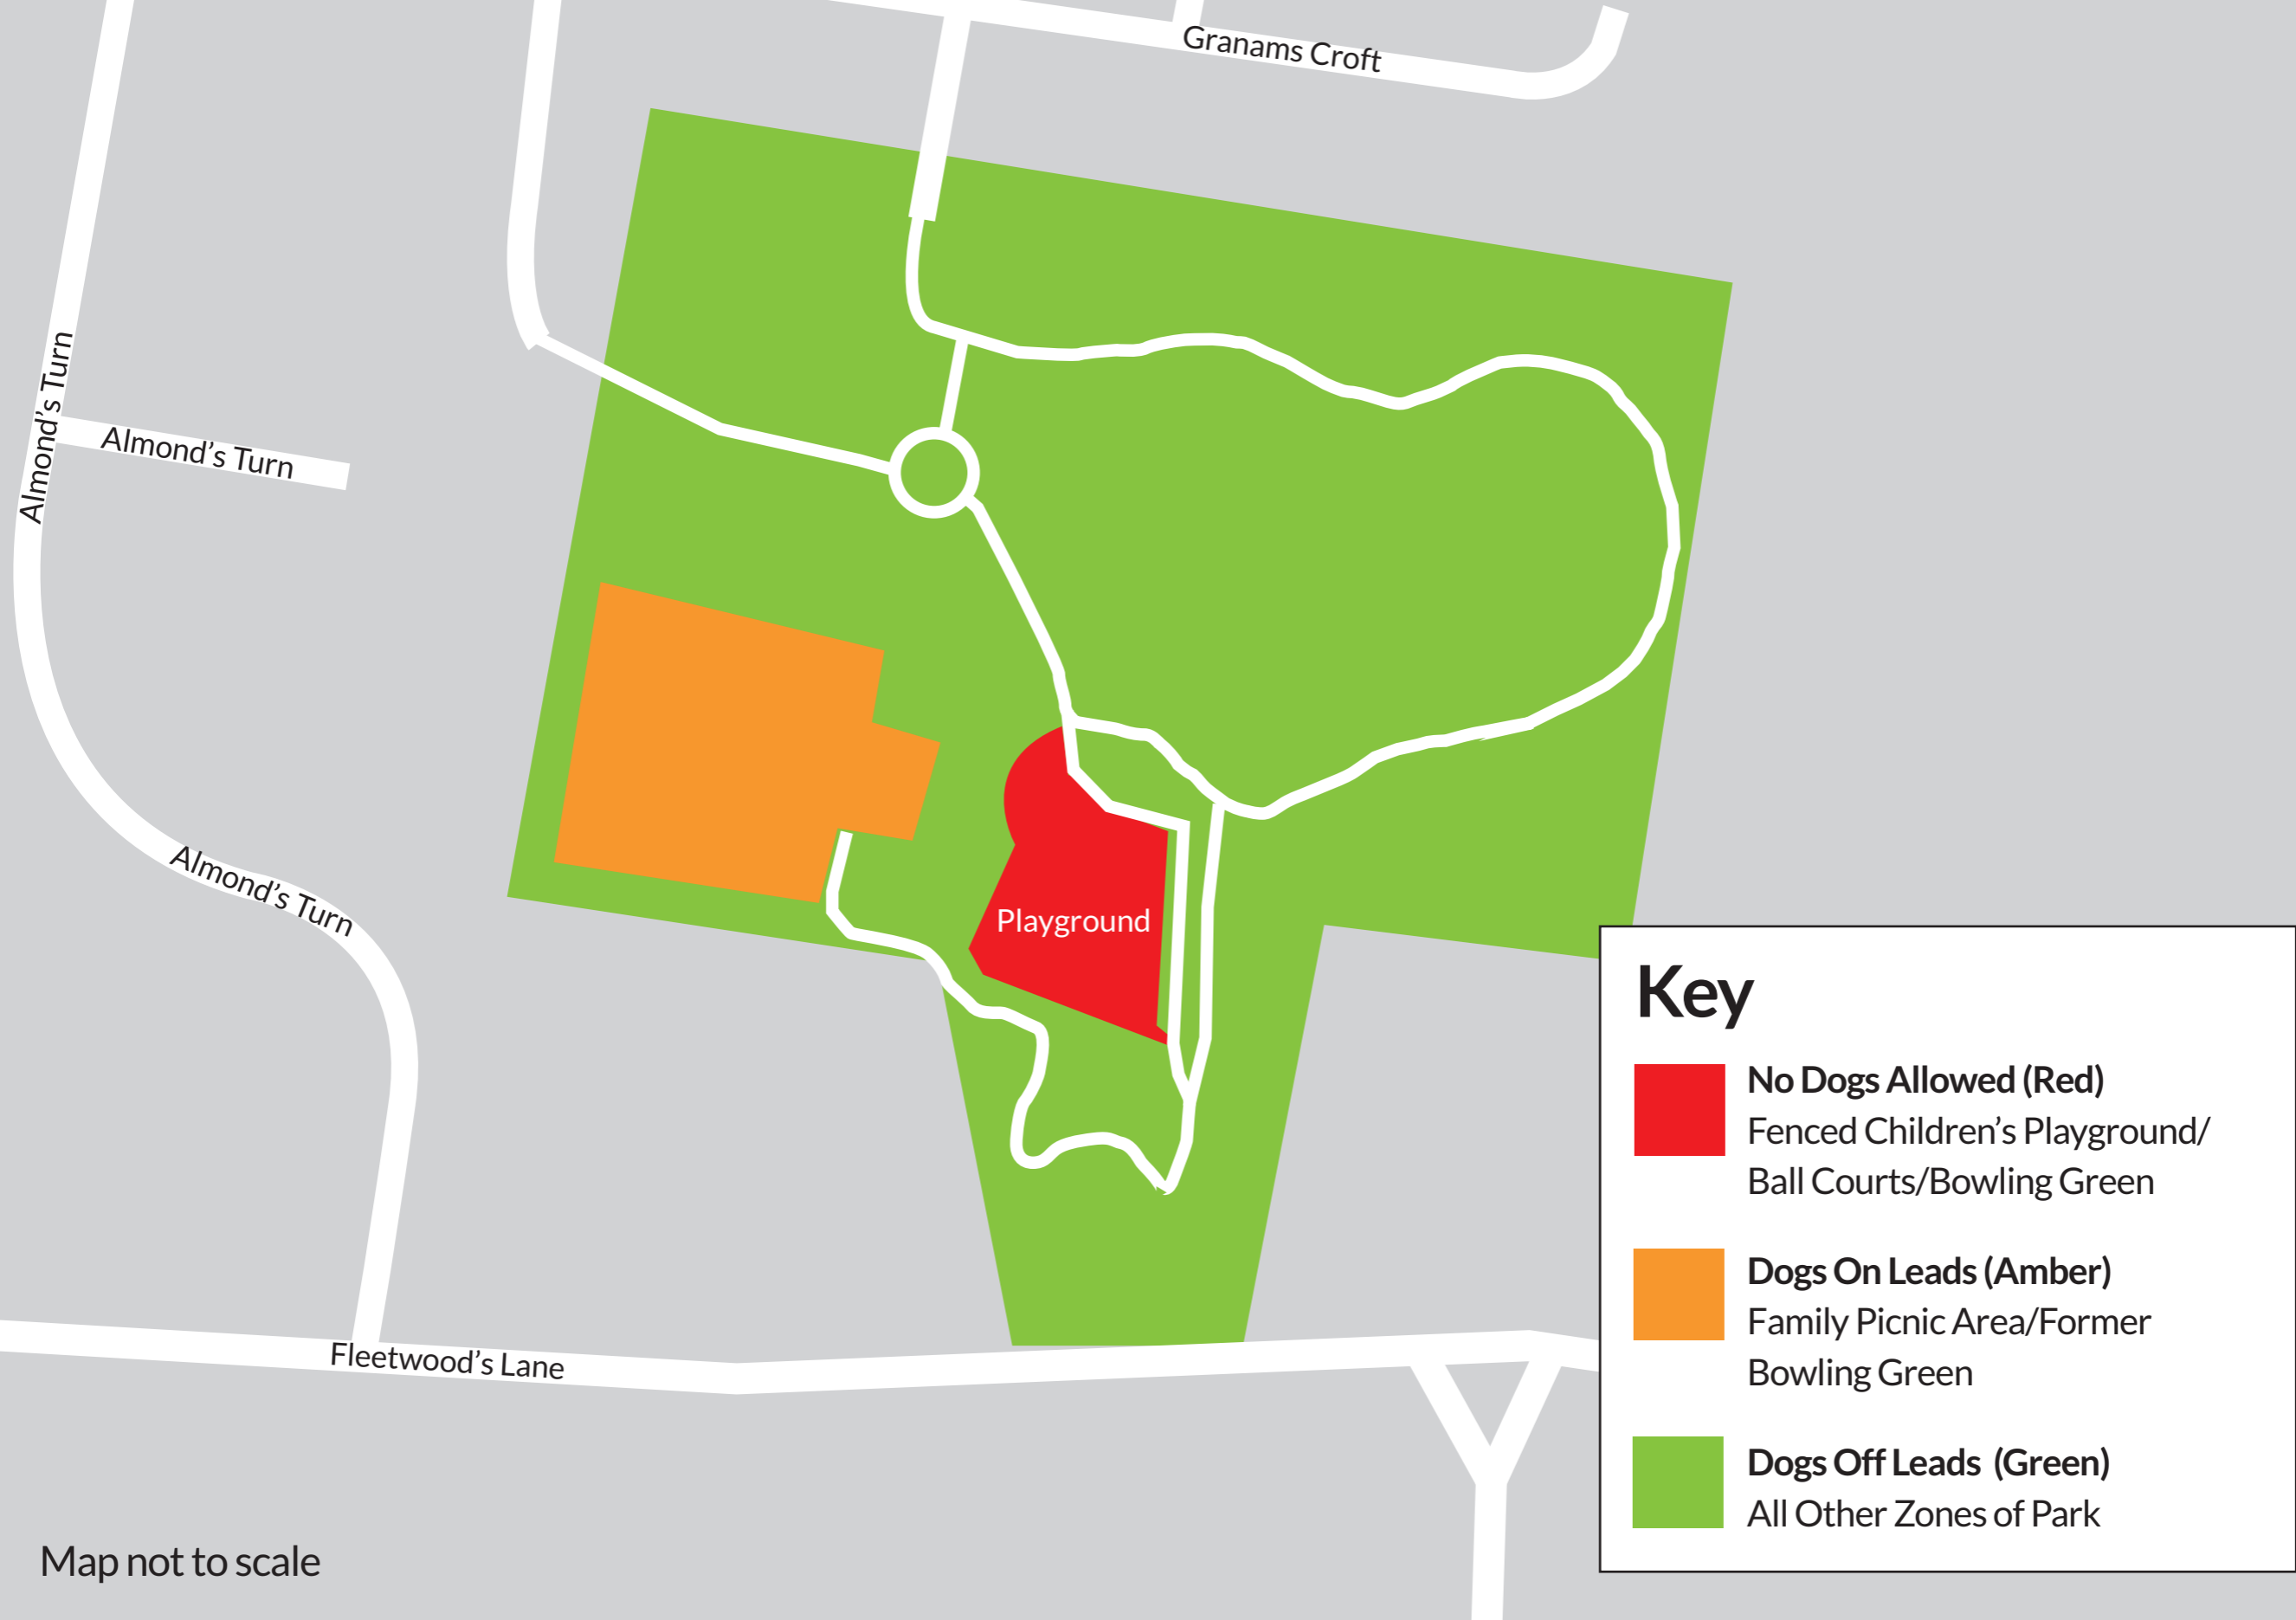 Granams Croft
Almond’s Turn
Almond’s Turn
Almond’s Turn
Playground
Fleetwood’s Lane
Map not to scale
Key
No Dogs Allowed (Red)
Fenced Children’s Playground/
Ball Courts/Bowling Green
Dogs On Leads (Amber)
Family Picnic Area/Former
Bowling Green
Dogs Off Leads (Green)
All Other Zones of Park